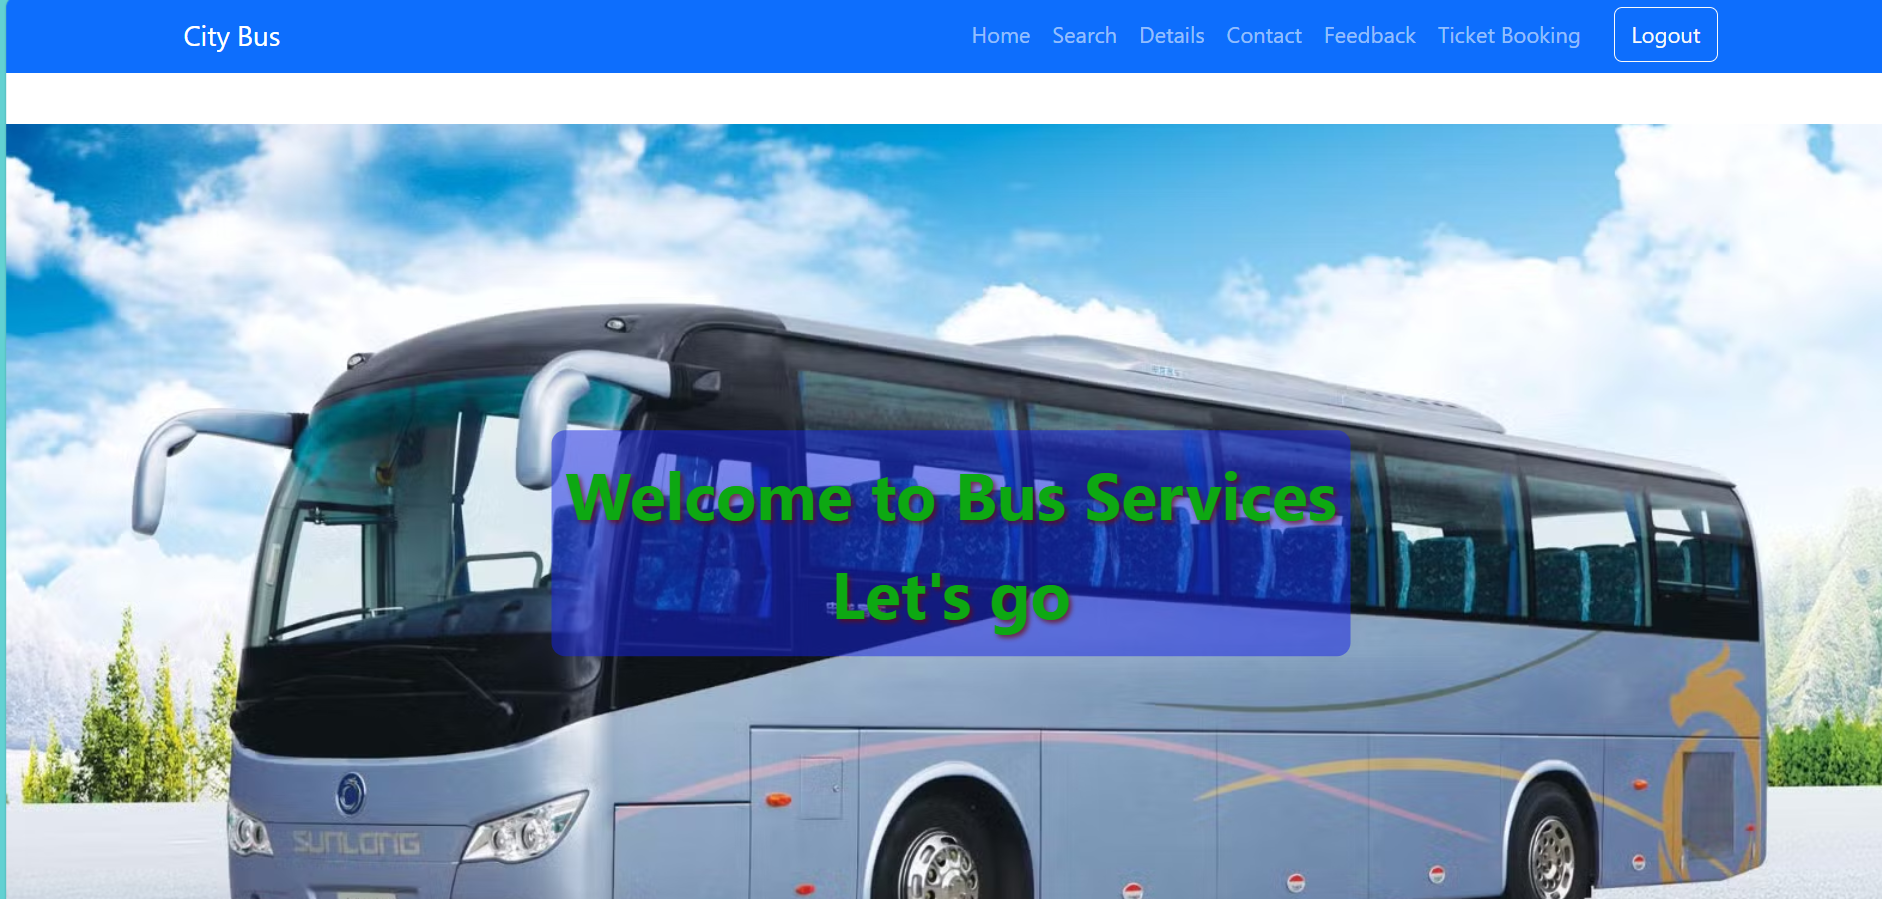 City Bus
Home Search Details Contact Feedback Ticket Booking Logout
Welcome to Bus Services
Let's go
SUNLONG